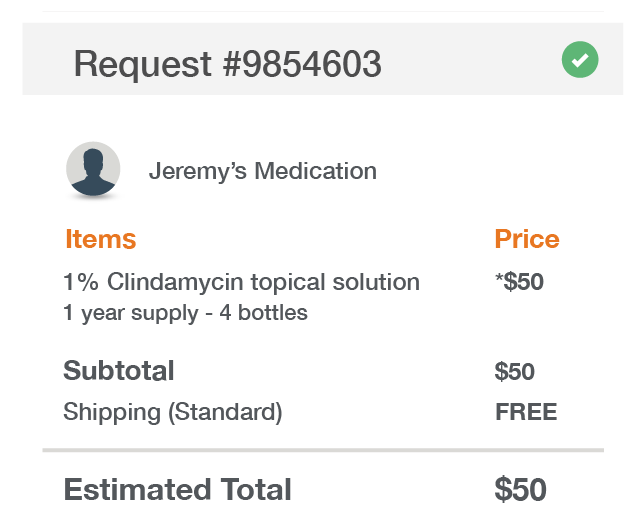 Request #9854603
Jeremy's Medication
Items Price
1% Clindamycin topical solution *$50
1 year supply - 4 bottles
Subtotal $50
Shipping (Standard) FREE
Estimated Total $50